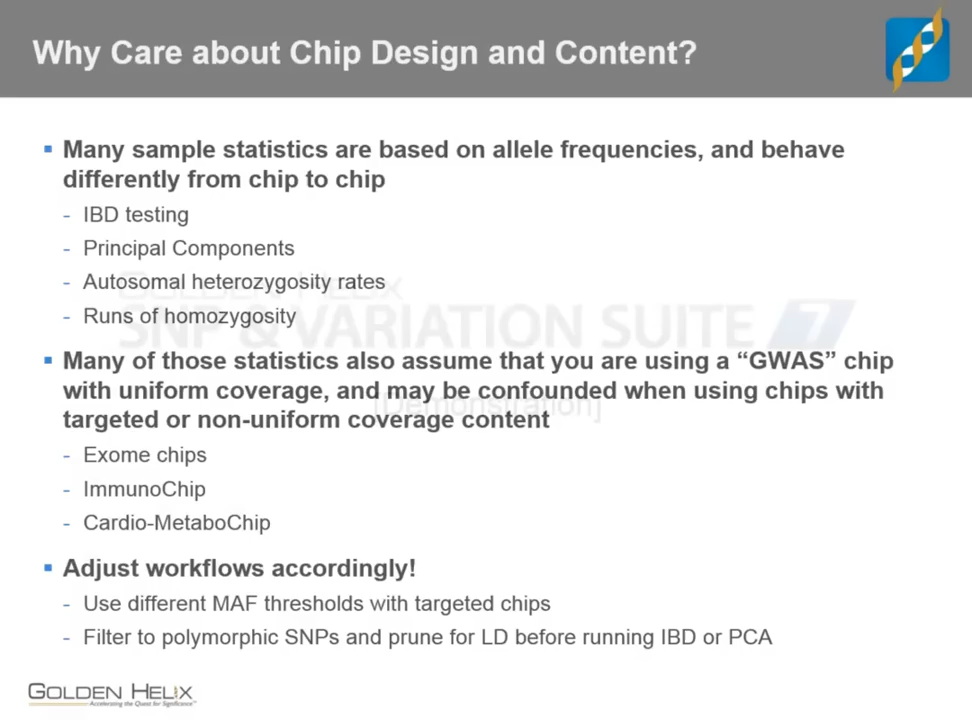 Why Care about Chip Design and Content?
▪ Many sample statistics are based on allele frequencies, and behave
differently from chip to chip
- IBD testing
- Principal Components
- Autosomal heterozygosity rates
- Runs of homozygosity
GOLDEN HELIX
SNP & VARIATION SUITE 7
▪ Many of those statistics also assume that you are using a “GWAS” chip
with uniform coverage, and may be confounded when using chips with
[Demonstration]
targeted or non-uniform coverage content
- Exome chips
- ImmunoChip
- Cardio-MetaboChip
▪ Adjust workflows accordingly!
- Use different MAF thresholds with targeted chips
- Filter to polymorphic SNPs and prune for LD before running IBD or PCA
GOLDEN HELIX
Accelerating the Quest for Significance™